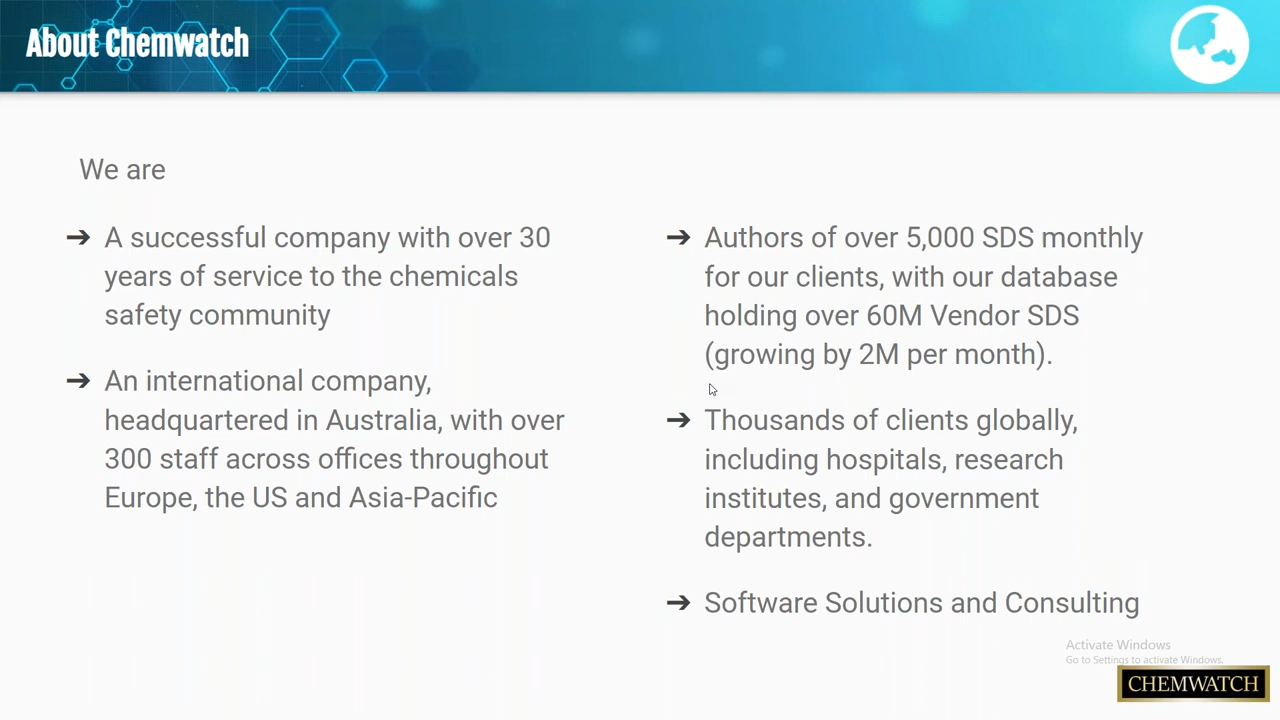 About Chemwatch
We are
➔ A successful company with over 30
years of service to the chemicals
safety community
➔ An international company,
headquartered in Australia, with over
300 staff across offices throughout
Europe, the US and Asia-Pacific
➔ Authors of over 5,000 SDS monthly
for our clients, with our database
holding over 60M Vendor SDS
(growing by 2M per month).
➔ Thousands of clients globally,
including hospitals, research
institutes, and government
departments.
➔ Software Solutions and Consulting
Activate Windows
Go to Settings to activate Windows.
CHEMWATCH